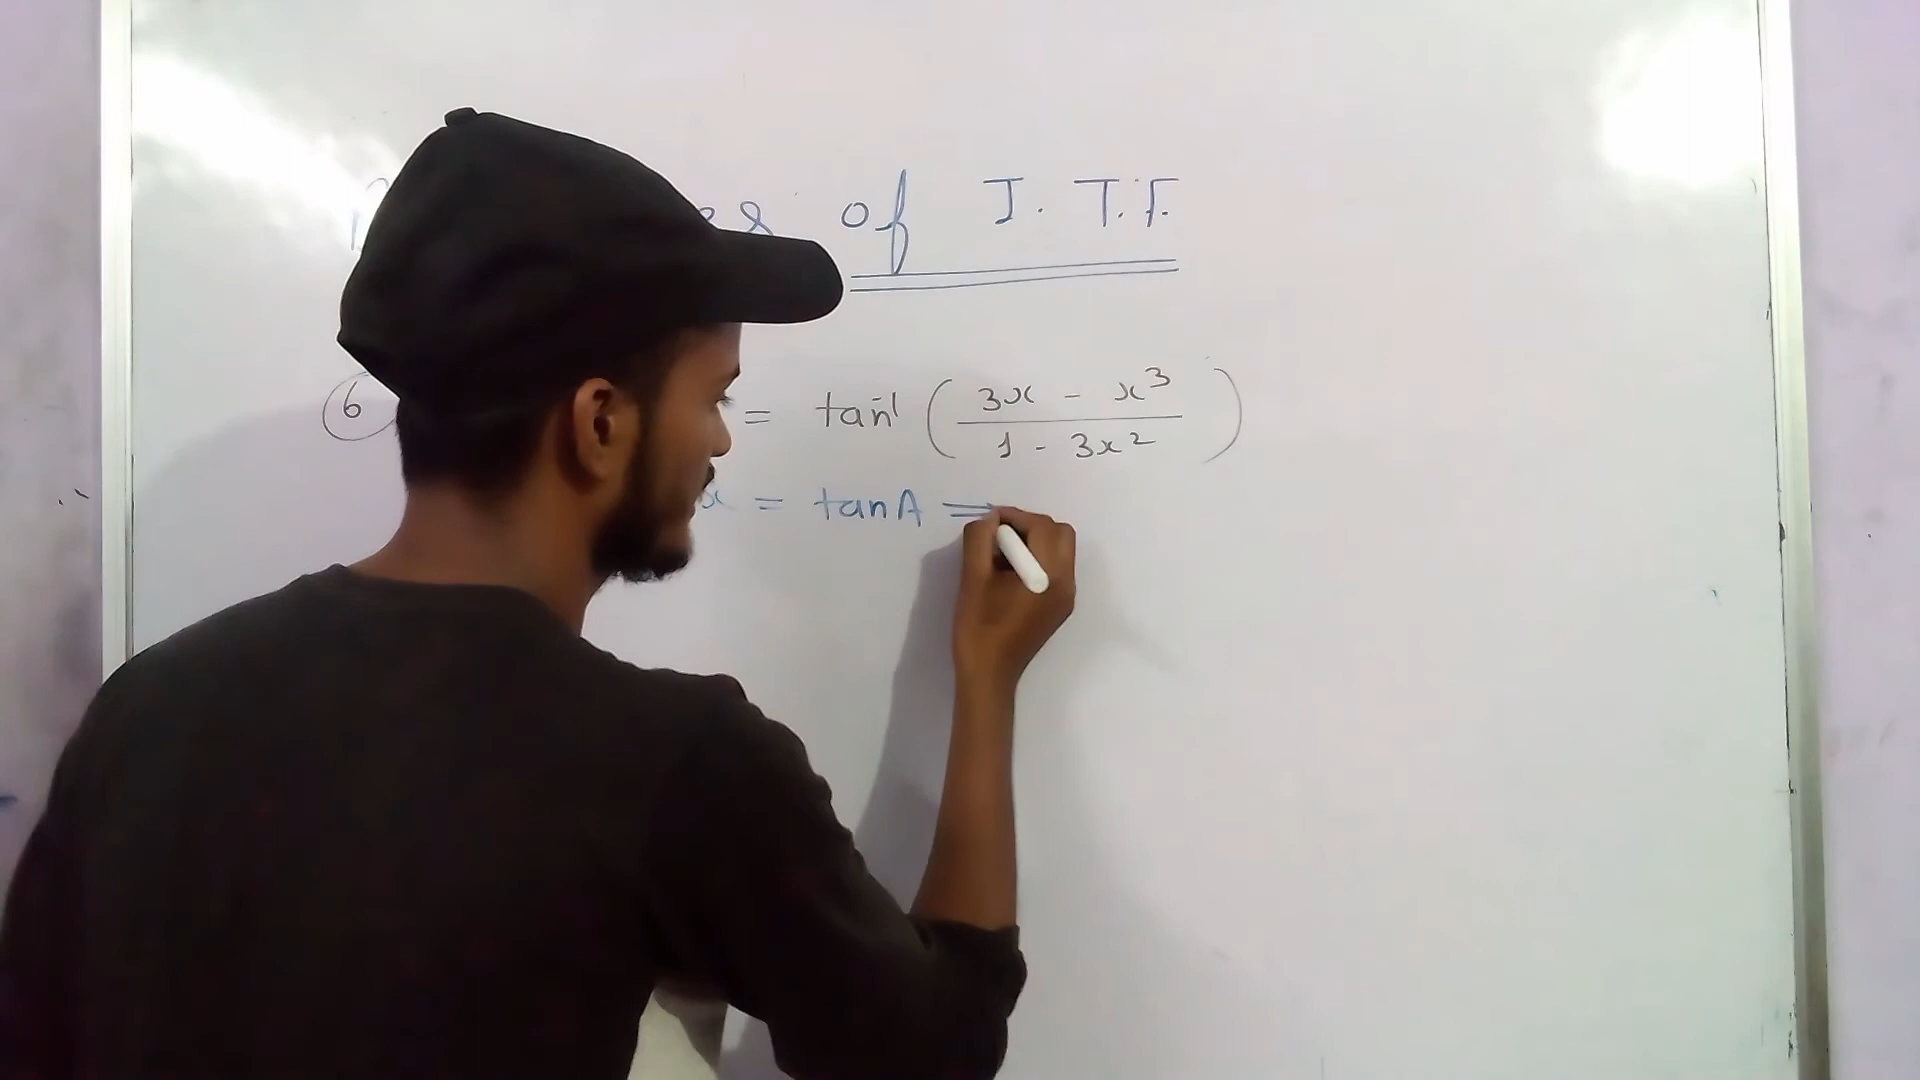 of I. T.F.
6 = tan⁻¹ ( 3x - x³ / 1 - 3x² )
x = tanA ⇒